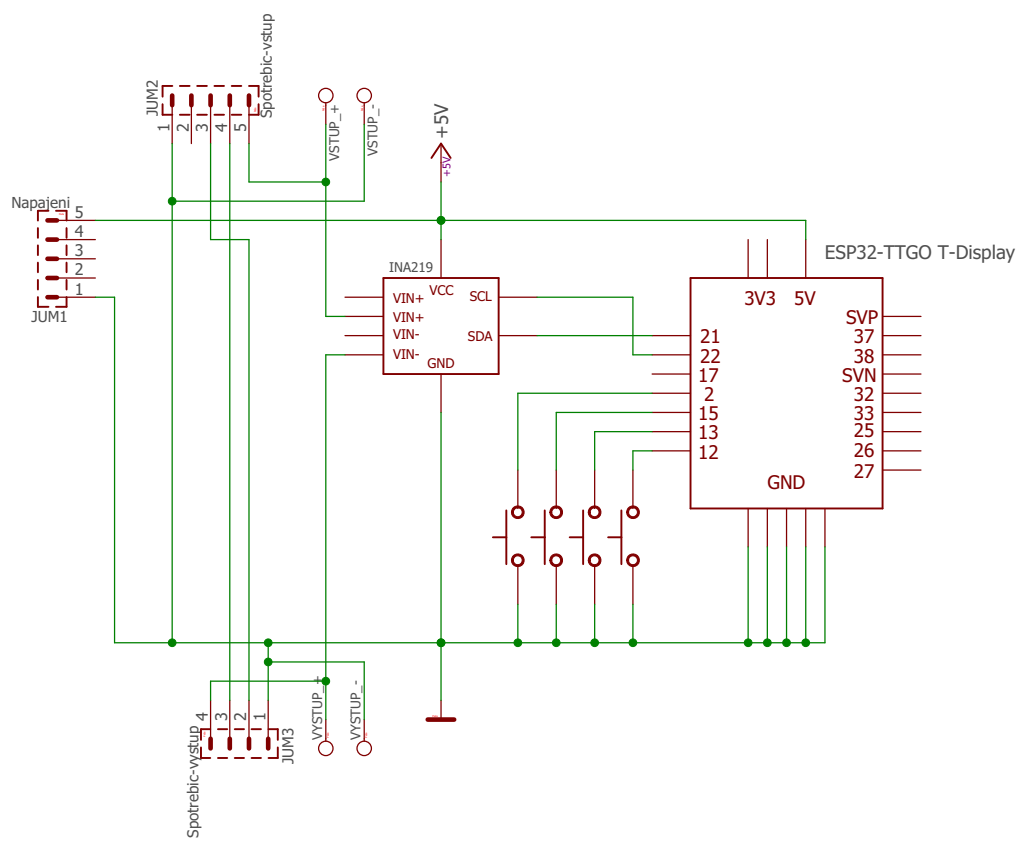 JUM2
Spotrebic-vstup
1
2
3
4
5
VSTUP_+
VSTUP_-
+5V
+5V
Napajeni
5
4
3
2
1
JUM1
INA219
VCC
VIN+
VIN+
VIN-
VIN-
SCL
SDA
GND
ESP32-TTGO T-Display
3V3
5V
21
22
17
2
15
13
12
SVP
37
38
SVN
32
33
25
26
27
GND
4
3
2
1
JUM3
Spotrebic-vystup
VYSTUP_+
VYSTUP_-